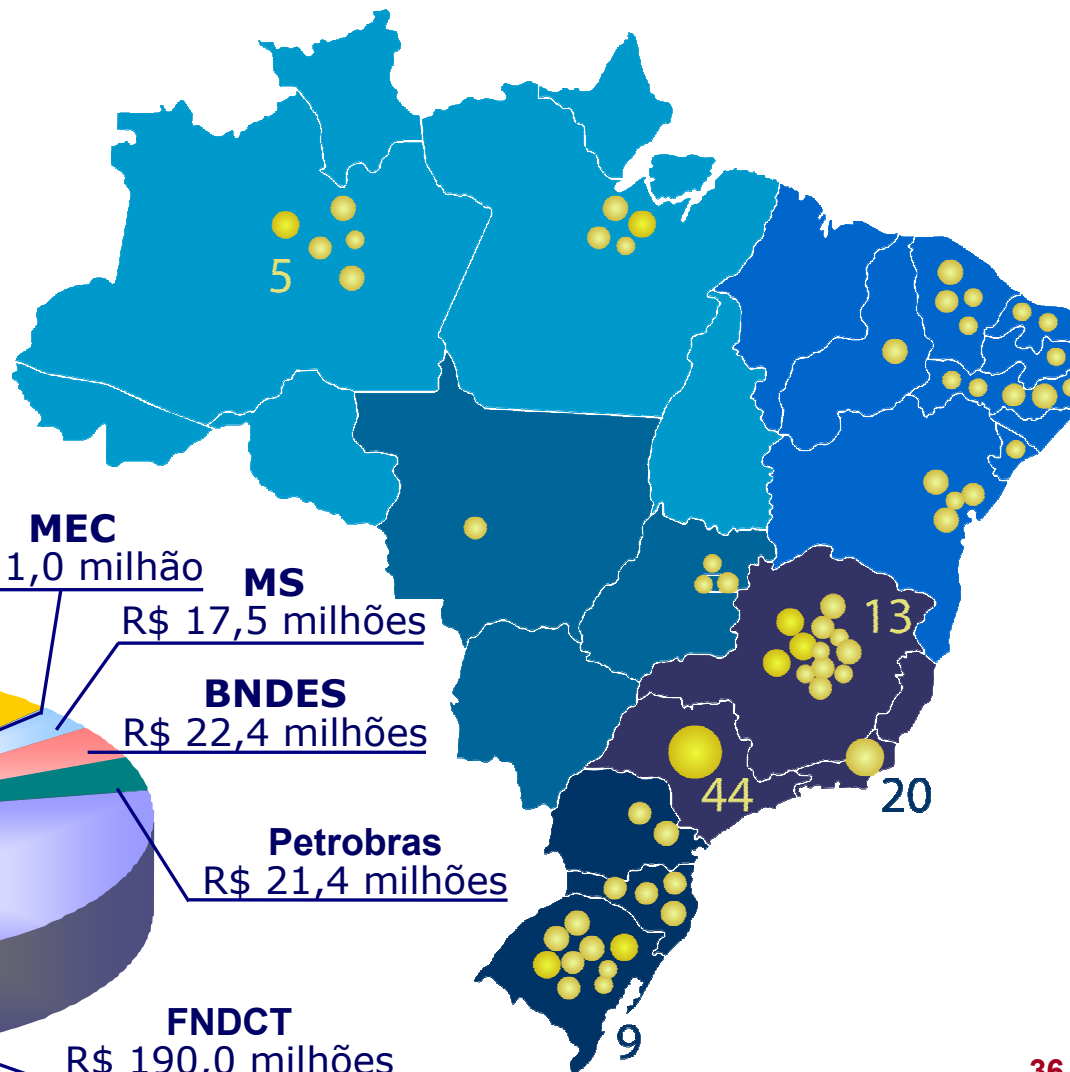 5
13
MEC
1,0 milhão
MS
R$ 17,5 milhões
BNDES
R$ 22,4 milhões
44
20
Petrobras
R$ 21,4 milhões
FNDCT
R$ 190,0 milhões
9
36